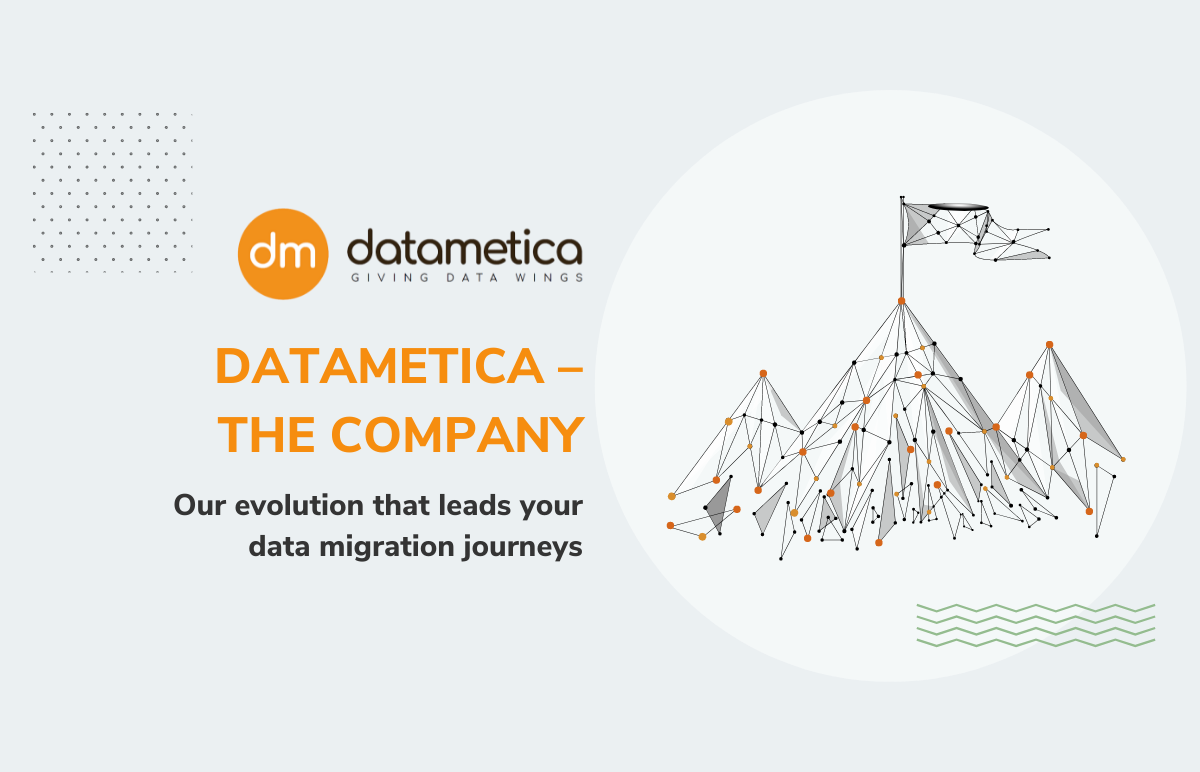 dm datametica
GIVING DATA WINGS
DATAMETICA –
THE COMPANY
Our evolution that leads your
data migration journeys